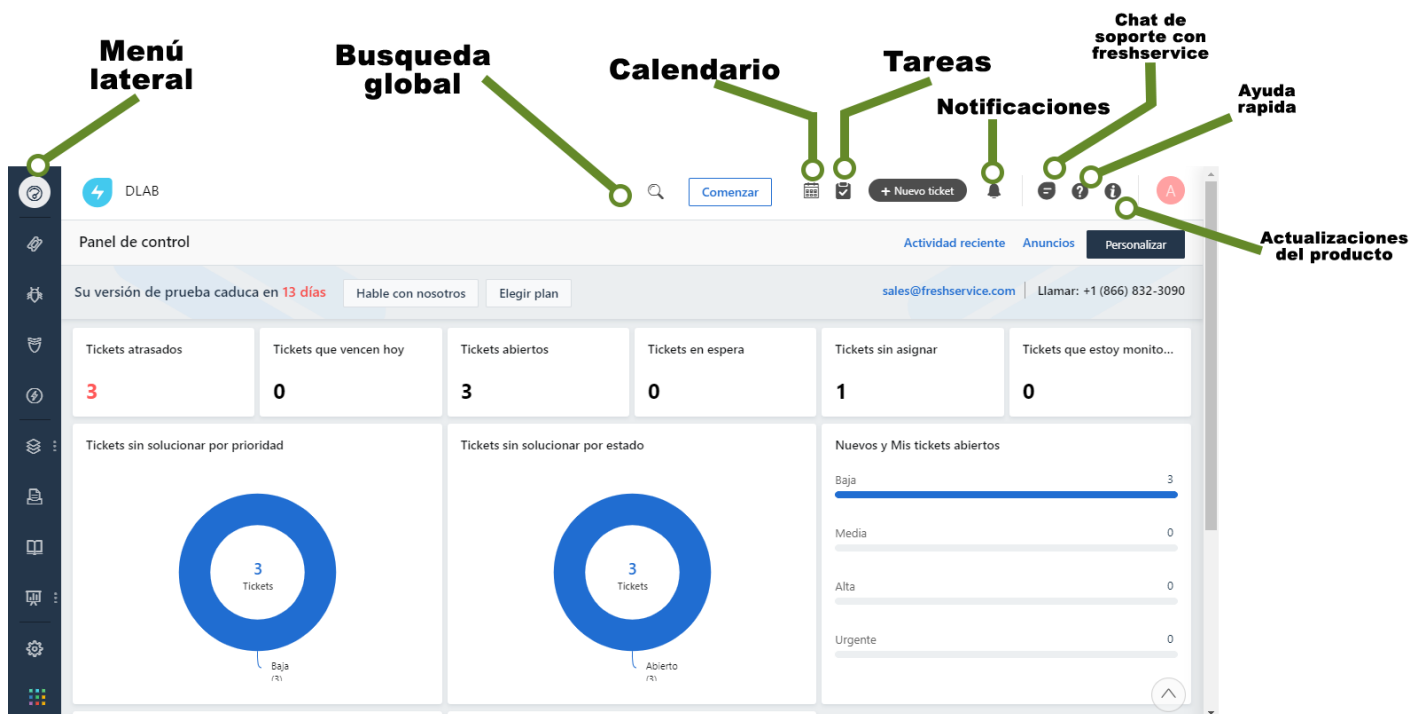 Menú
lateral
Busqueda
global
Calendario
Tareas
Notificaciones
Chat de
soporte con
freshservice
Ayuda
rapida
Actualizaciones
del producto
DLAB
Comenzar
+ Nuevo ticket
A
Panel de control
Actividad reciente
Anuncios
Personalizar
Su versión de prueba caduca en 13 días
Hable con nosotros
Elegir plan
sales@freshservice.com
Llamar: +1 (866) 832-3090
Tickets atrasados
3
Tickets que vencen hoy
0
Tickets abiertos
3
Tickets en espera
0
Tickets sin asignar
1
Tickets que estoy monito...
0
Tickets sin solucionar por prioridad
3
Tickets
Baja
(3)
Tickets sin solucionar por estado
3
Tickets
Abierto
(3)
Nuevos y Mis tickets abiertos
Baja 3
Media 0
Alta 0
Urgente 0